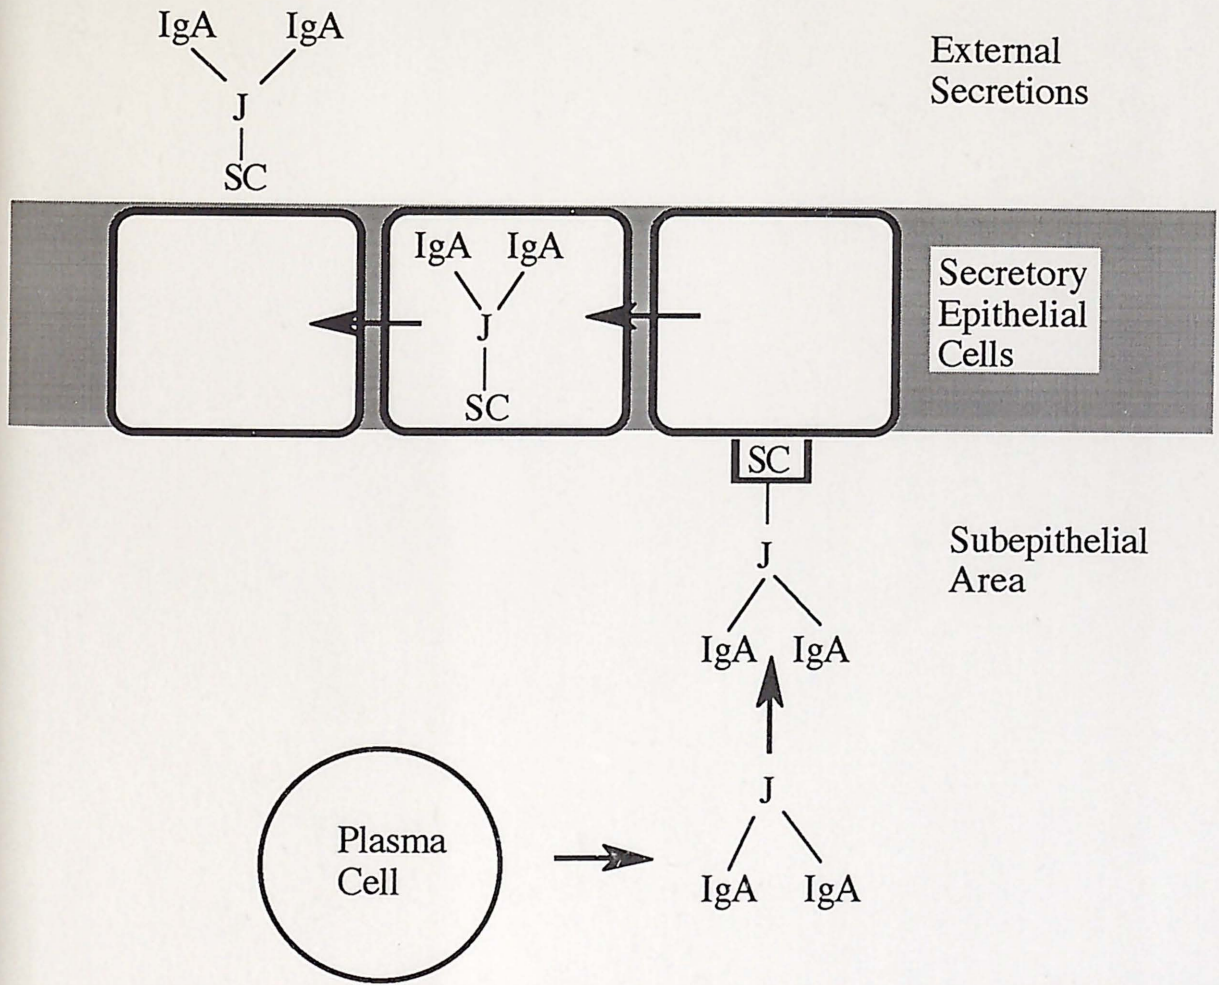 IgA IgA
J
SC
External
Secretions
IgA IgA
J
SC
Secretory
Epithelial
Cells
SC
J
IgA IgA
Subepithelial
Area
J
IgA IgA
Plasma
Cell